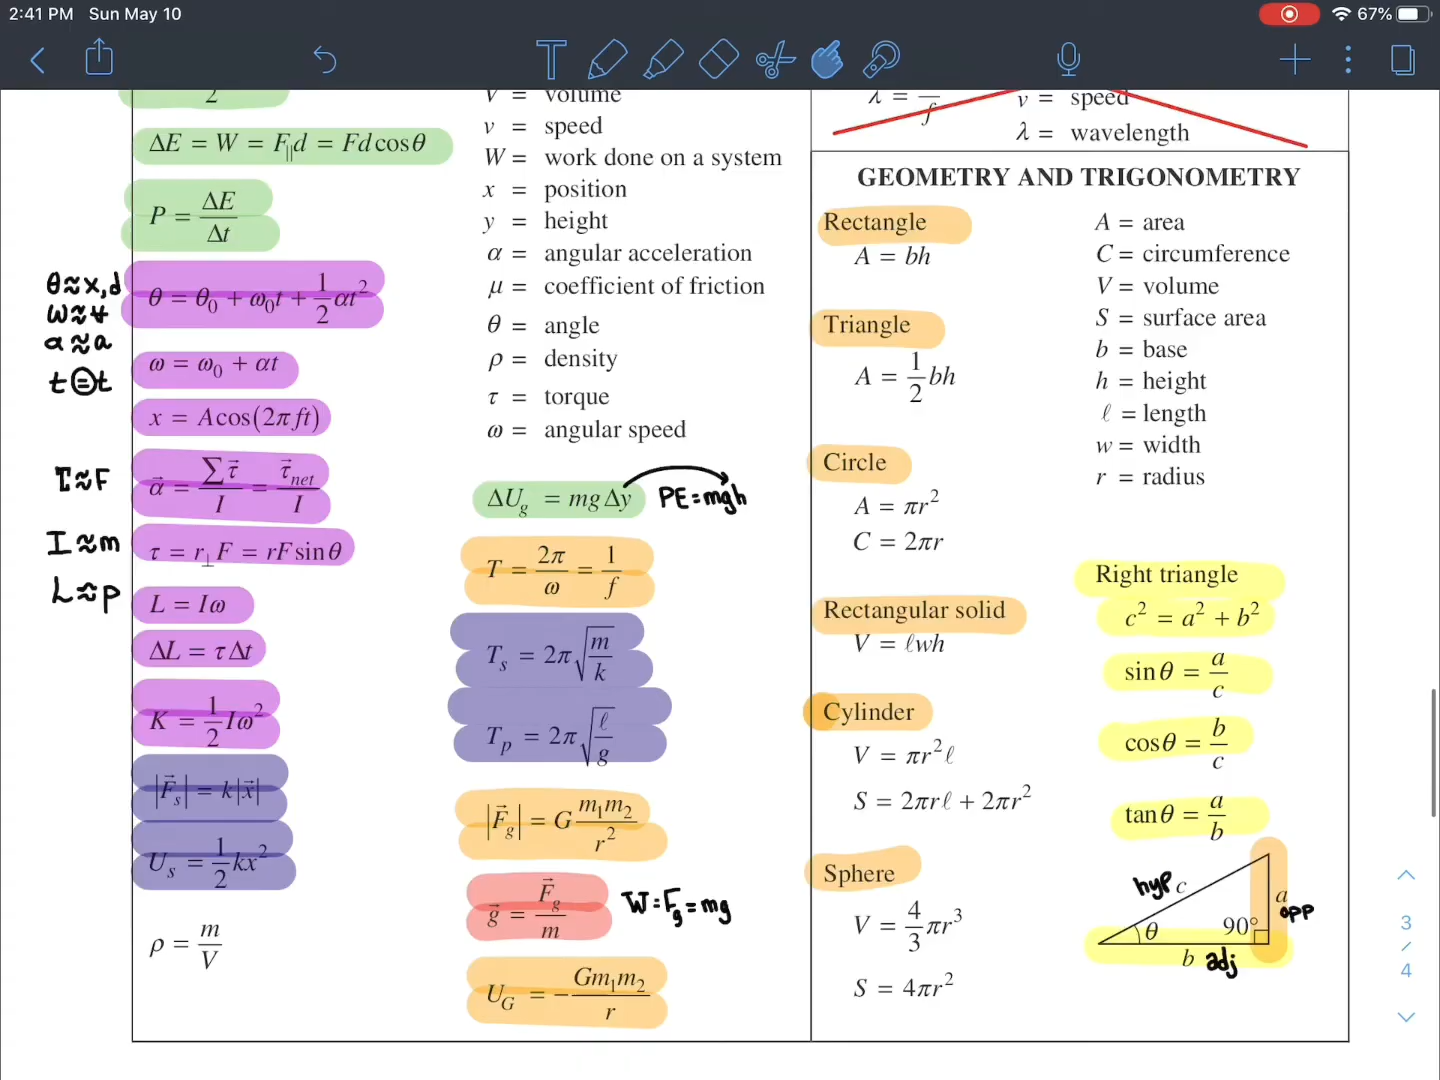 2:41 PM Sun May 10
67%
2
ΔE = W = F∥d = Fd cosθ
P = ΔE/Δt
θ≈x,d
ω≈v
α≈a
t=t
θ = θ₀ + ω₀t + 1/2 αt²
ω = ω₀ + αt
x = A cos(2πft)
τ≈F
α⃗ = Στ⃗/I = τ⃗net/I
I≈m
τ = r⊥F = rF sinθ
L≈p
L = Iω
ΔL = τΔt
K = 1/2 Iω²
|F⃗s| = k|x⃗|
Us = 1/2 kx²
ρ = m/V
V = volume
v = speed
W = work done on a system
x = position
y = height
α = angular acceleration
μ = coefficient of friction
θ = angle
ρ = density
τ = torque
ω = angular speed
ΔUg = mgΔy PE=mgh
T = 2π/ω = 1/f
Ts = 2π√(m/k)
Tp = 2π√(ℓ/g)
|F⃗g| = G m₁m₂/r²
g⃗ = F⃗g/m W=Fg=mg
UG = −Gm₁m₂/r
λ = /f
v = speed
λ = wavelength
GEOMETRY AND TRIGONOMETRY
Rectangle
A = bh
Triangle
A = 1/2 bh
Circle
A = πr²
C = 2πr
Rectangular solid
V = ℓwh
Cylinder
V = πr²ℓ
S = 2πrℓ + 2πr²
Sphere
V = 4/3 πr³
S = 4πr²
A = area
C = circumference
V = volume
S = surface area
b = base
h = height
ℓ = length
w = width
r = radius
Right triangle
c² = a² + b²
sinθ = a/c
cosθ = b/c
tanθ = a/b
hyp c
a
opp
θ 90°
b adj
3
/
4